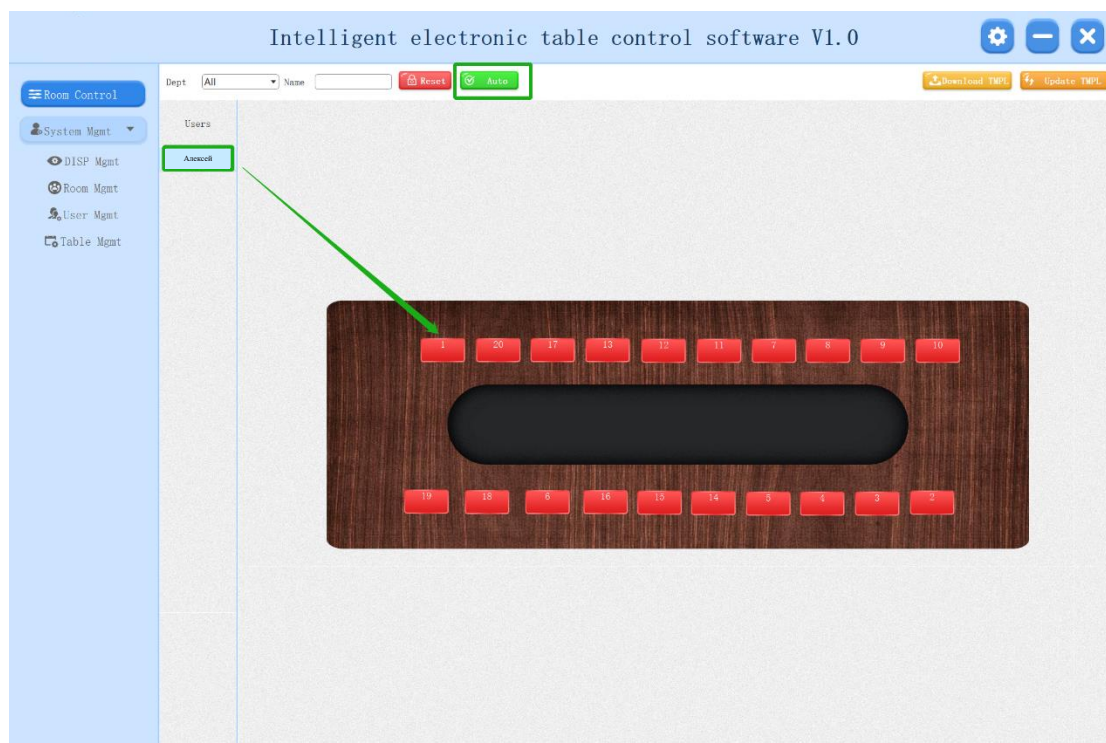 Intelligent electronic table control software V1.0
Room Control
System Mgmt
DISP Mgmt
Room Mgmt
User Mgmt
Table Mgmt
Dept All Name Reset Auto Download TMPL Update TMPL
Users
Алексей
1 20 17 13 12 11 7 8 9 10
19 18 6 16 15 14 5 4 3 2